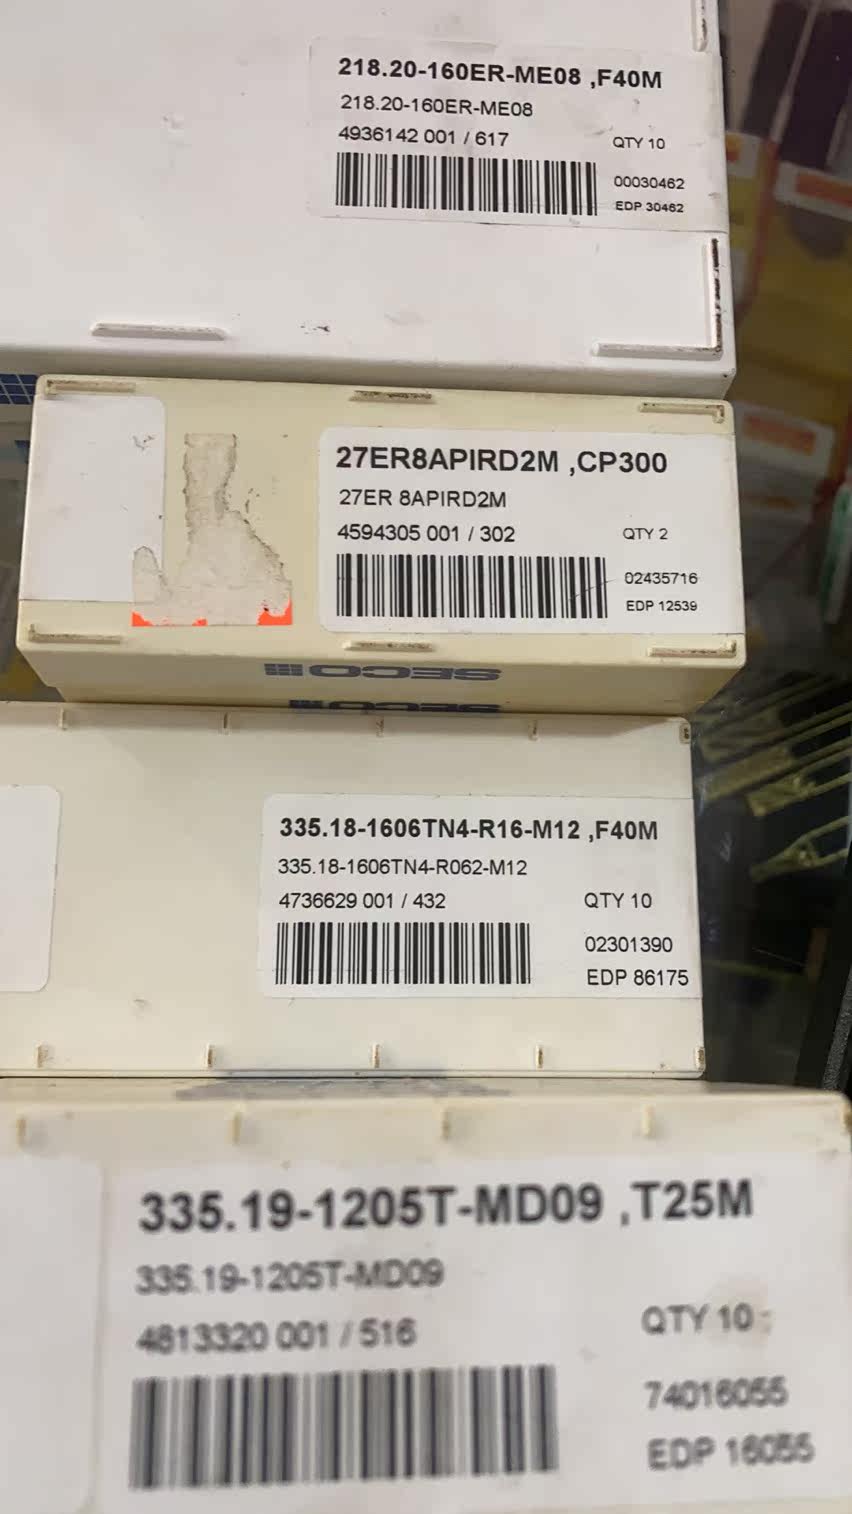 218.20-160ER-ME08 ,F40M
218.20-160ER-ME08
4936142 001 / 617
QTY 10
00030462
EDP 30462
27ER8APIRD2M ,CP300
27ER 8APIRD2M
4594305 001 / 302
QTY 2
02435716
EDP 12539
SECO
SECO
335.18-1606TN4-R16-M12 ,F40M
335.18-1606TN4-R062-M12
4736629 001 / 432
QTY 10
02301390
EDP 86175
335.19-1205T-MD09 ,T25M
335.19-1205T-MD09
4813320 001 / 516
QTY 10
74016055
EDP 16055